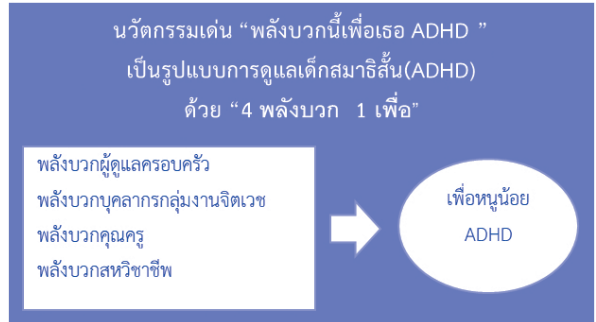 นวัตกรรมเด่น “พลังบวกนี้เพื่อเธอ ADHD ”
เป็นรูปแบบการดูแลเด็กสมาธิสั้น(ADHD)
ด้วย “4 พลังบวก 1 เพื่อ”
พลังบวกผู้ดูแลครอบครัว
พลังบวกบุคลากรกลุ่มงานจิตเวช
พลังบวกคุณครู
พลังบวกสหวิชาชีพ
เพื่อหนูน้อย
ADHD